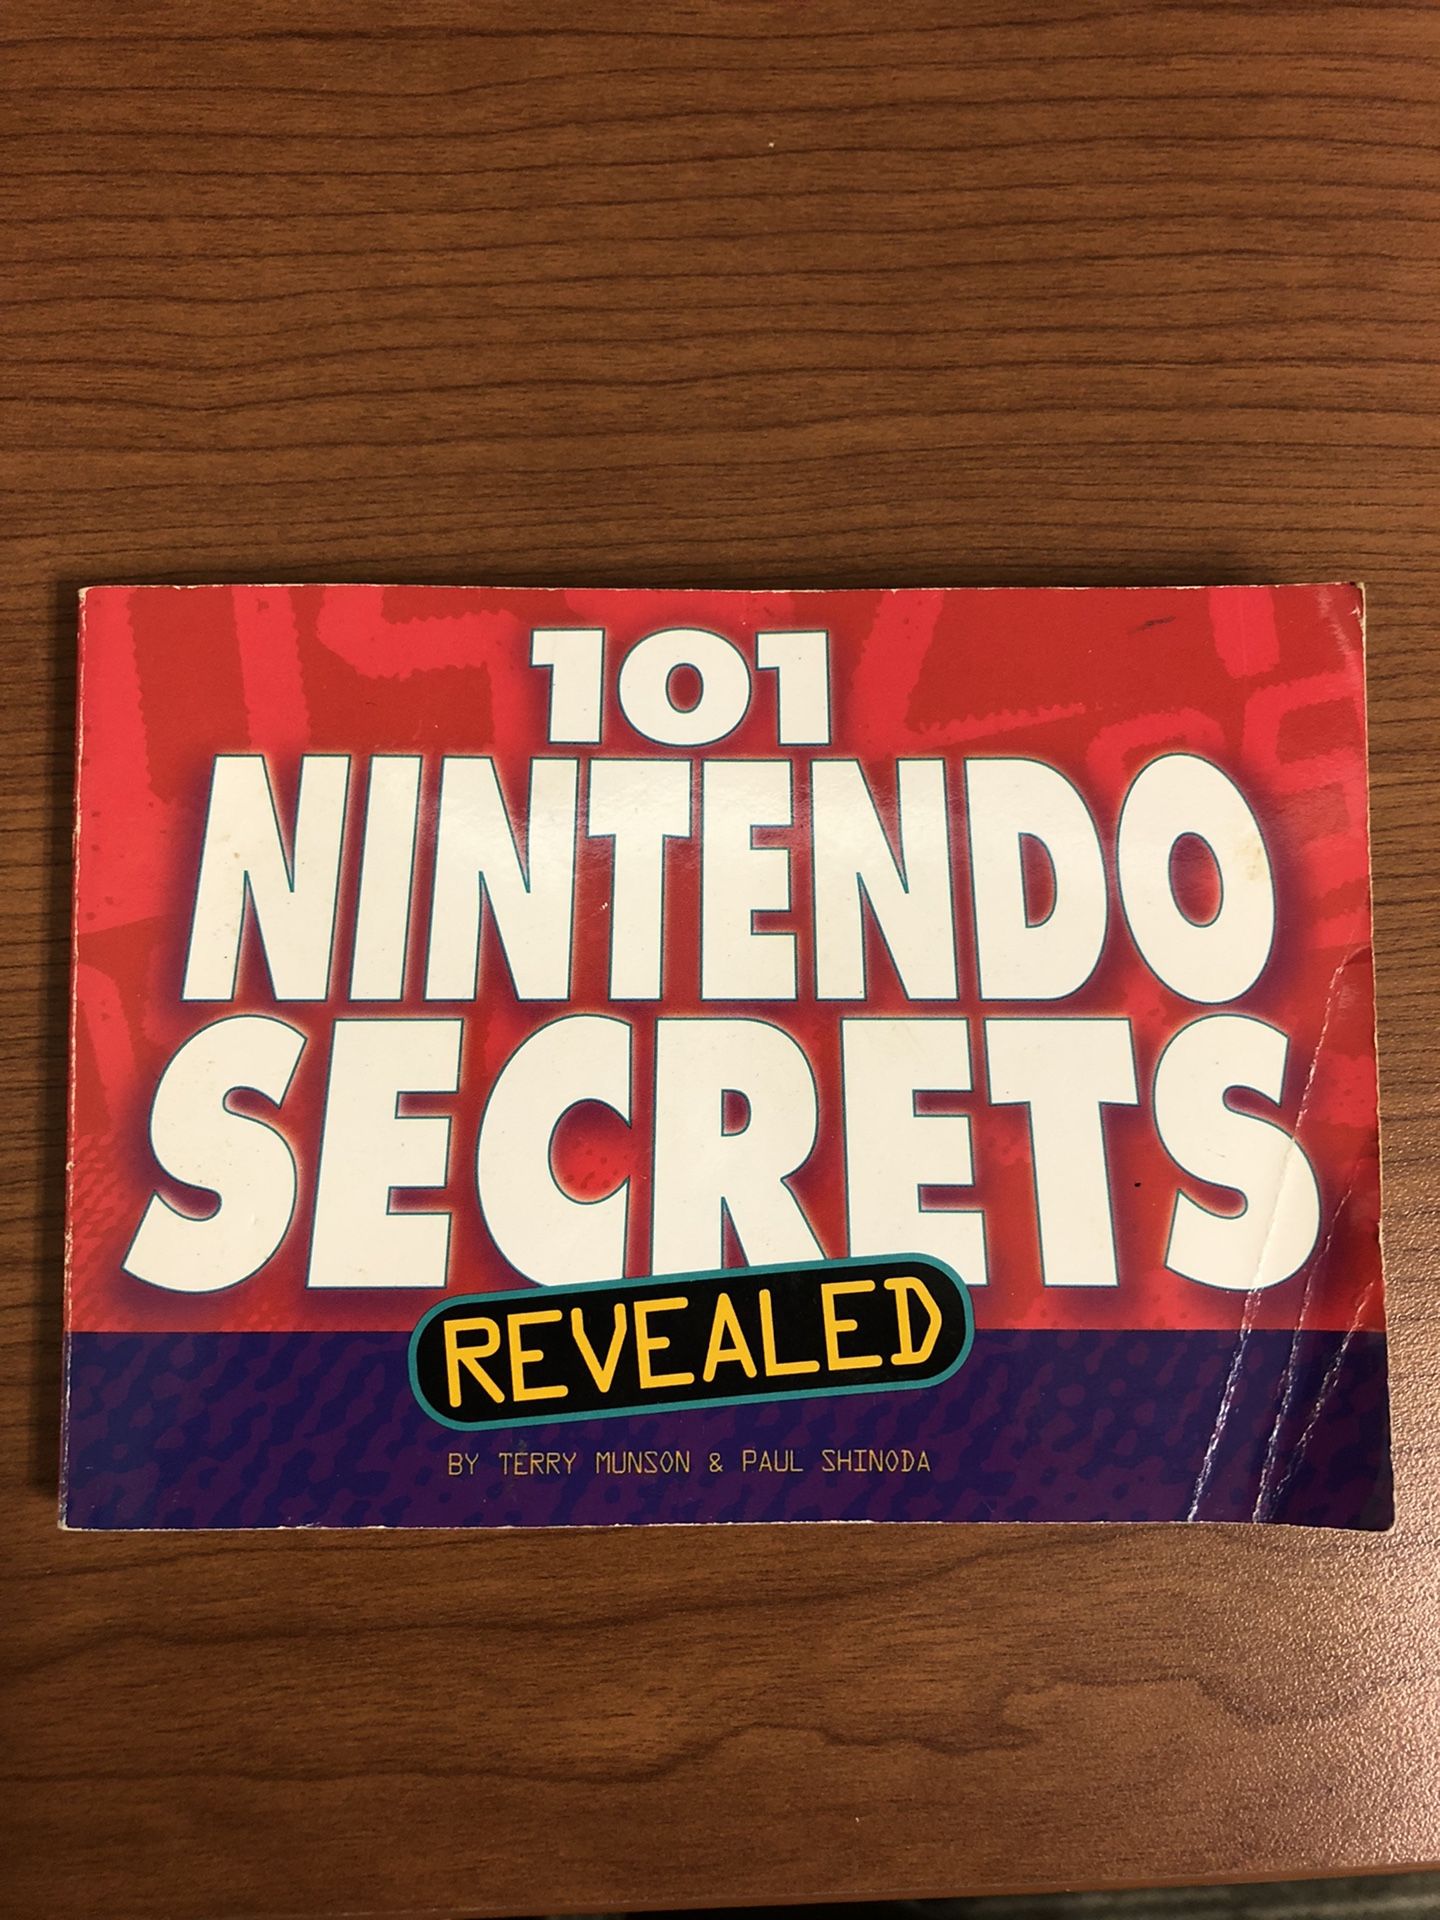 101
NINTENDO
SECRETS
REVEALED
BY TERRY MUNSON & PAUL SHINODA